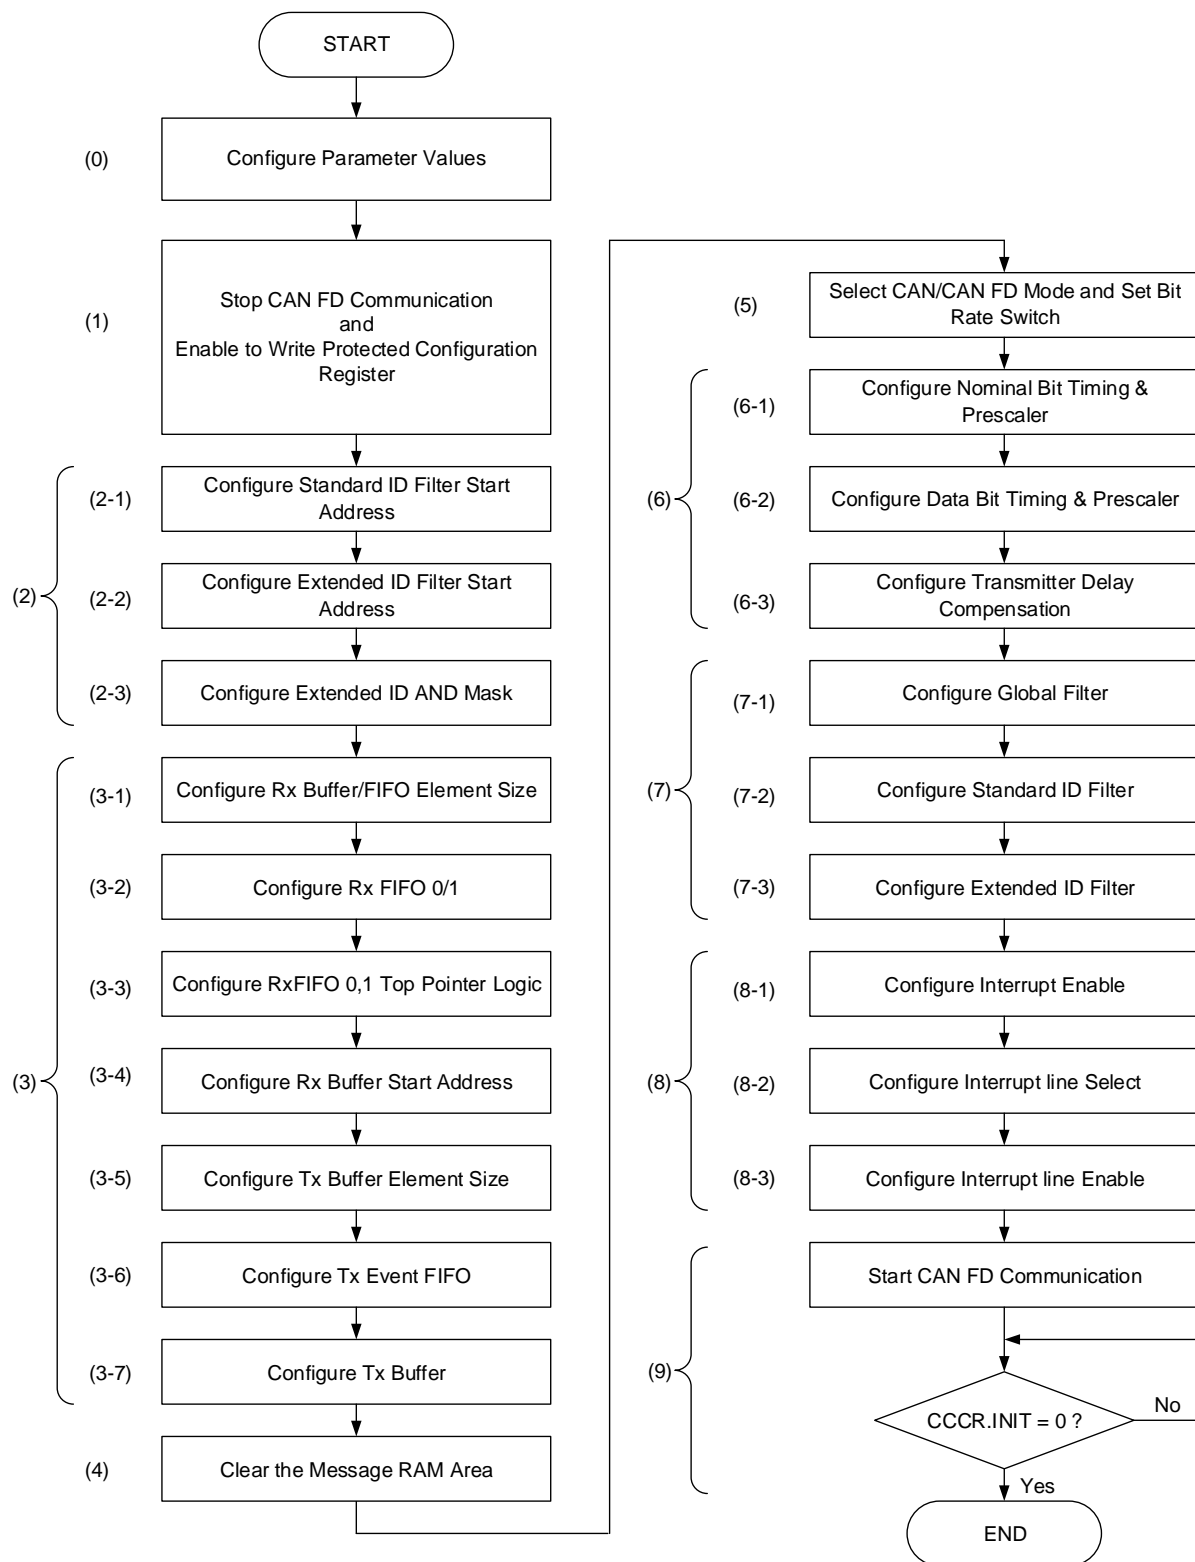 START
(0)
Configure Parameter Values
(1)
Stop CAN FD Communication
and
Enable to Write Protected Configuration
Register
(2)
(2-1)
Configure Standard ID Filter Start
Address
(2-2)
Configure Extended ID Filter Start
Address
(2-3)
Configure Extended ID AND Mask
(3)
(3-1)
Configure Rx Buffer/FIFO Element Size
(3-2)
Configure Rx FIFO 0/1
(3-3)
Configure RxFIFO 0,1 Top Pointer Logic
(3-4)
Configure Rx Buffer Start Address
(3-5)
Configure Tx Buffer Element Size
(3-6)
Configure Tx Event FIFO
(3-7)
Configure Tx Buffer
(4)
Clear the Message RAM Area
(5)
Select CAN/CAN FD Mode and Set Bit
Rate Switch
(6)
(6-1)
Configure Nominal Bit Timing &
Prescaler
(6-2)
Configure Data Bit Timing & Prescaler
(6-3)
Configure Transmitter Delay
Compensation
(7)
(7-1)
Configure Global Filter
(7-2)
Configure Standard ID Filter
(7-3)
Configure Extended ID Filter
(8)
(8-1)
Configure Interrupt Enable
(8-2)
Configure Interrupt line Select
(8-3)
Configure Interrupt line Enable
(9)
Start CAN FD Communication
CCCR.INIT = 0 ?
No
Yes
END